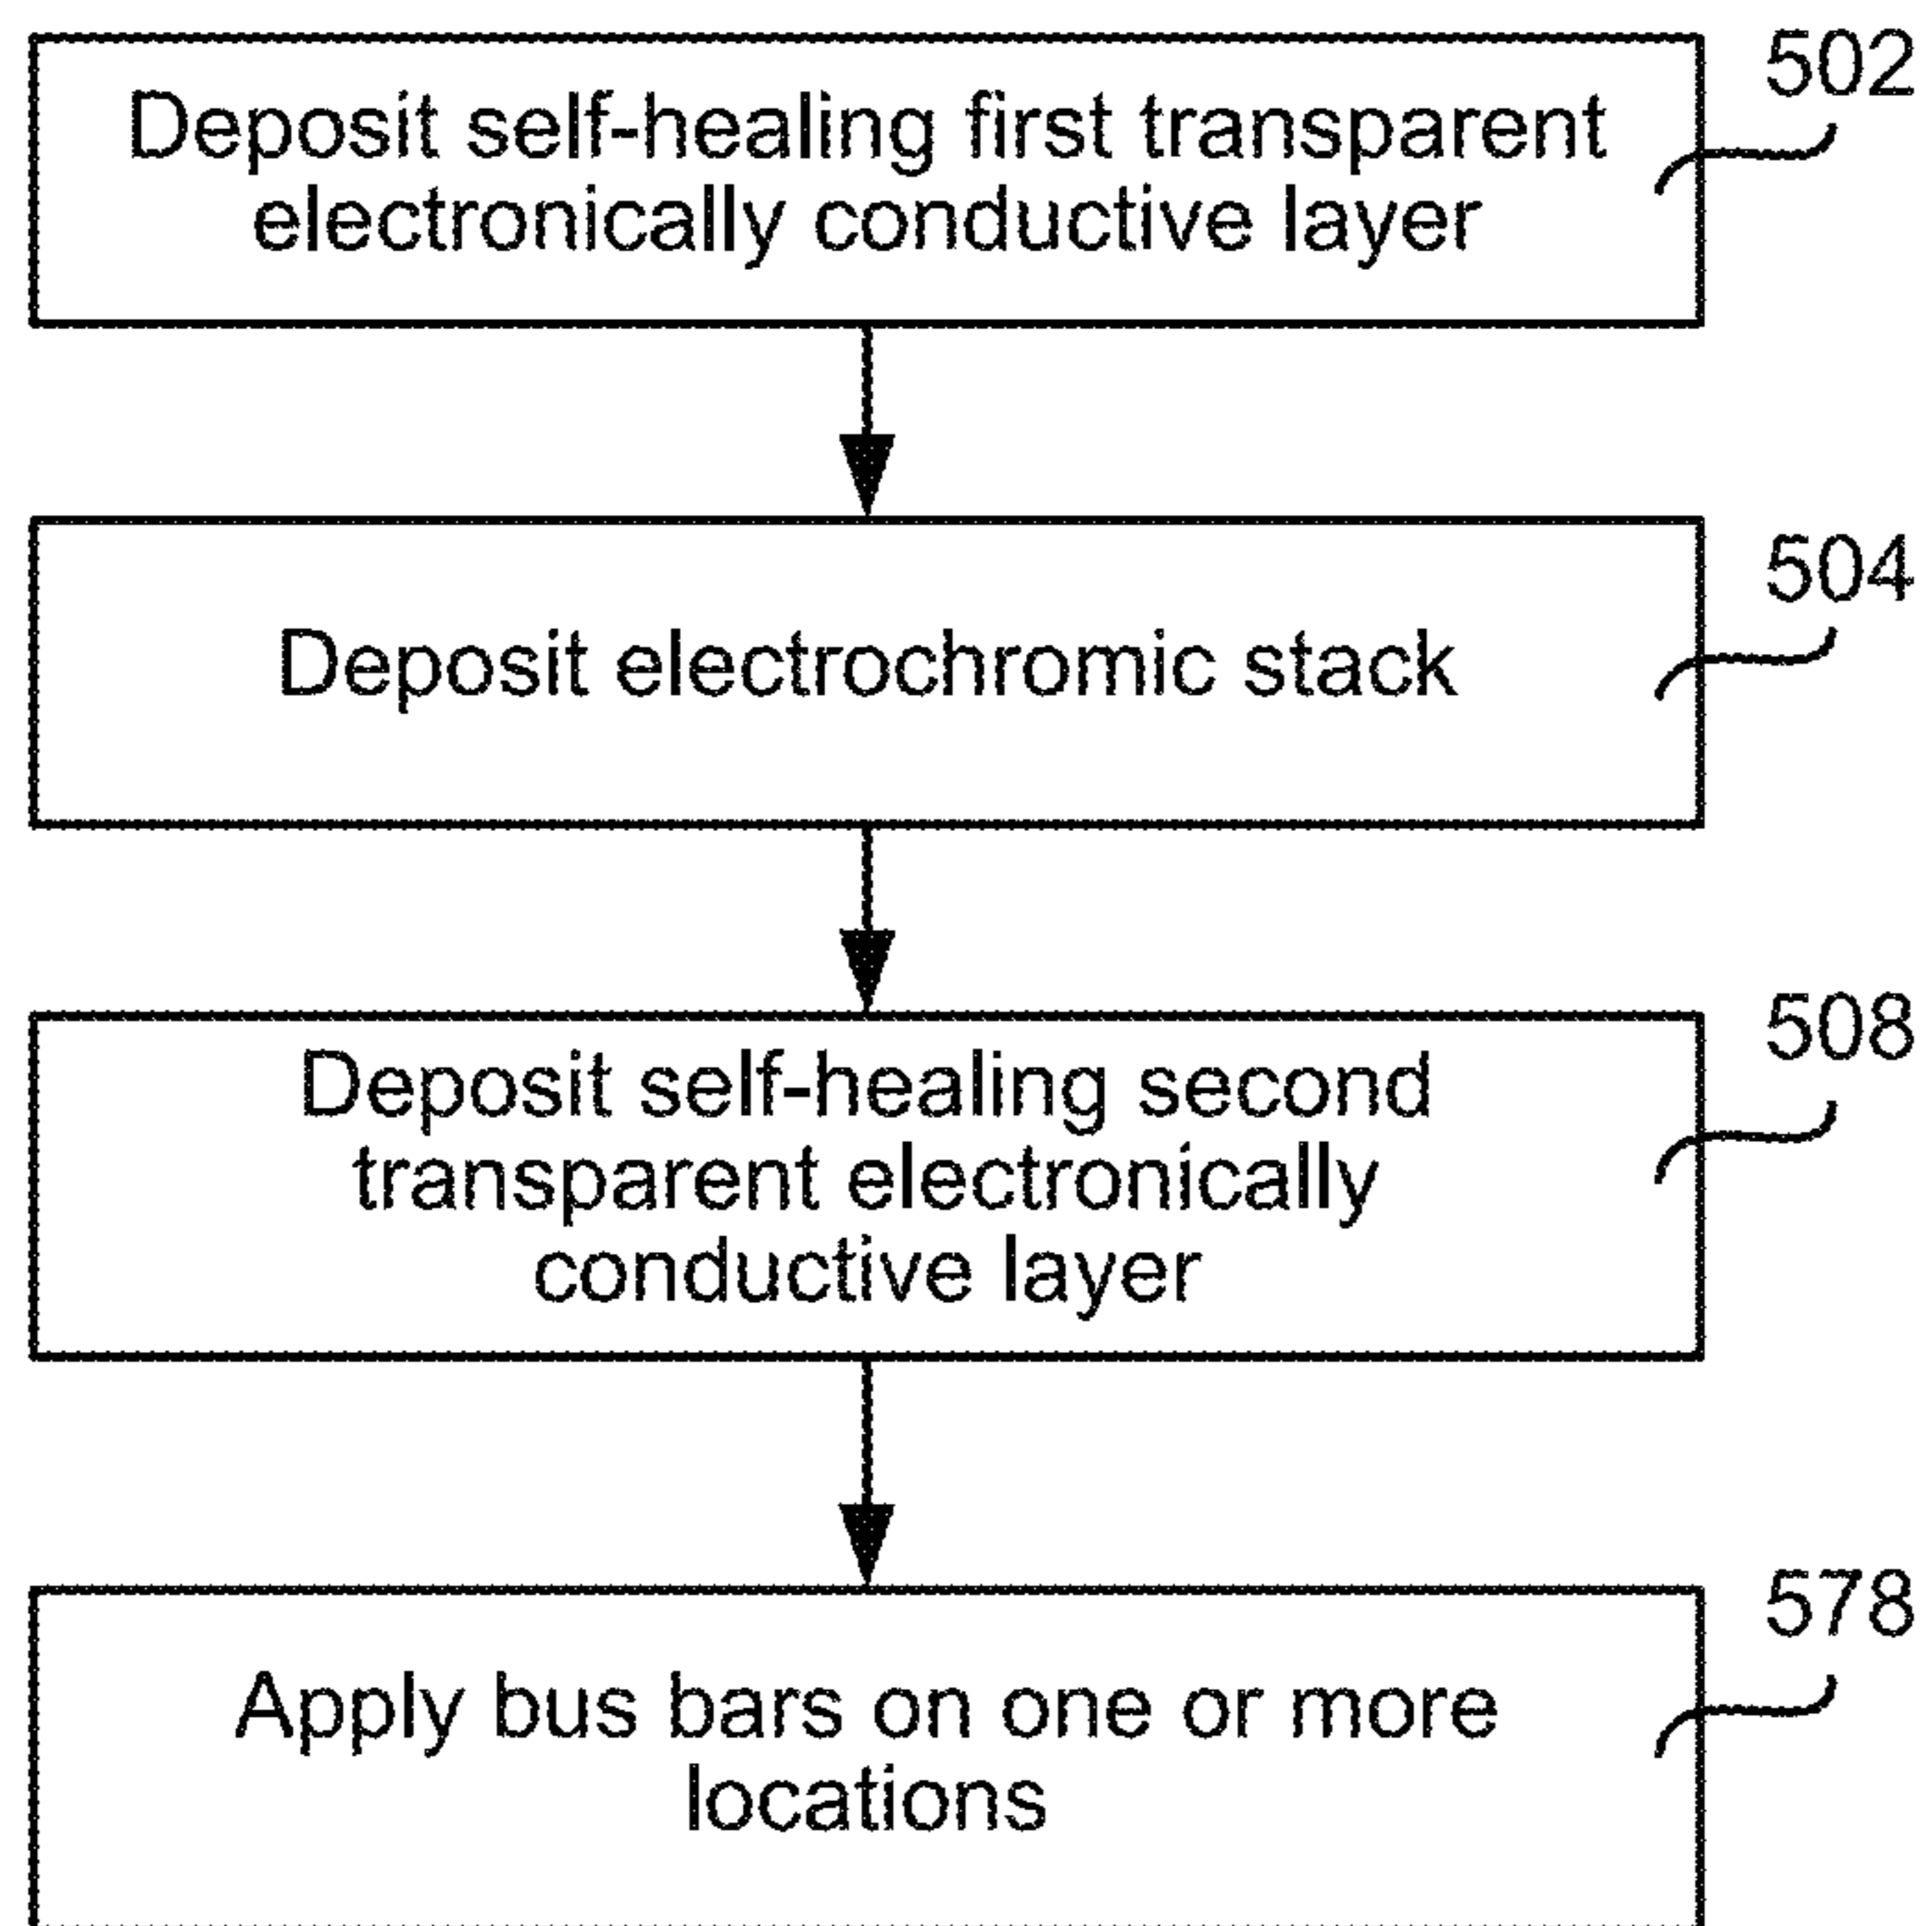 502
Deposit self-healing first transparent
electronically conductive layer
504
Deposit electrochromic stack
508
Deposit self-healing second
transparent electronically
conductive layer
578
Apply bus bars on one or more
locations